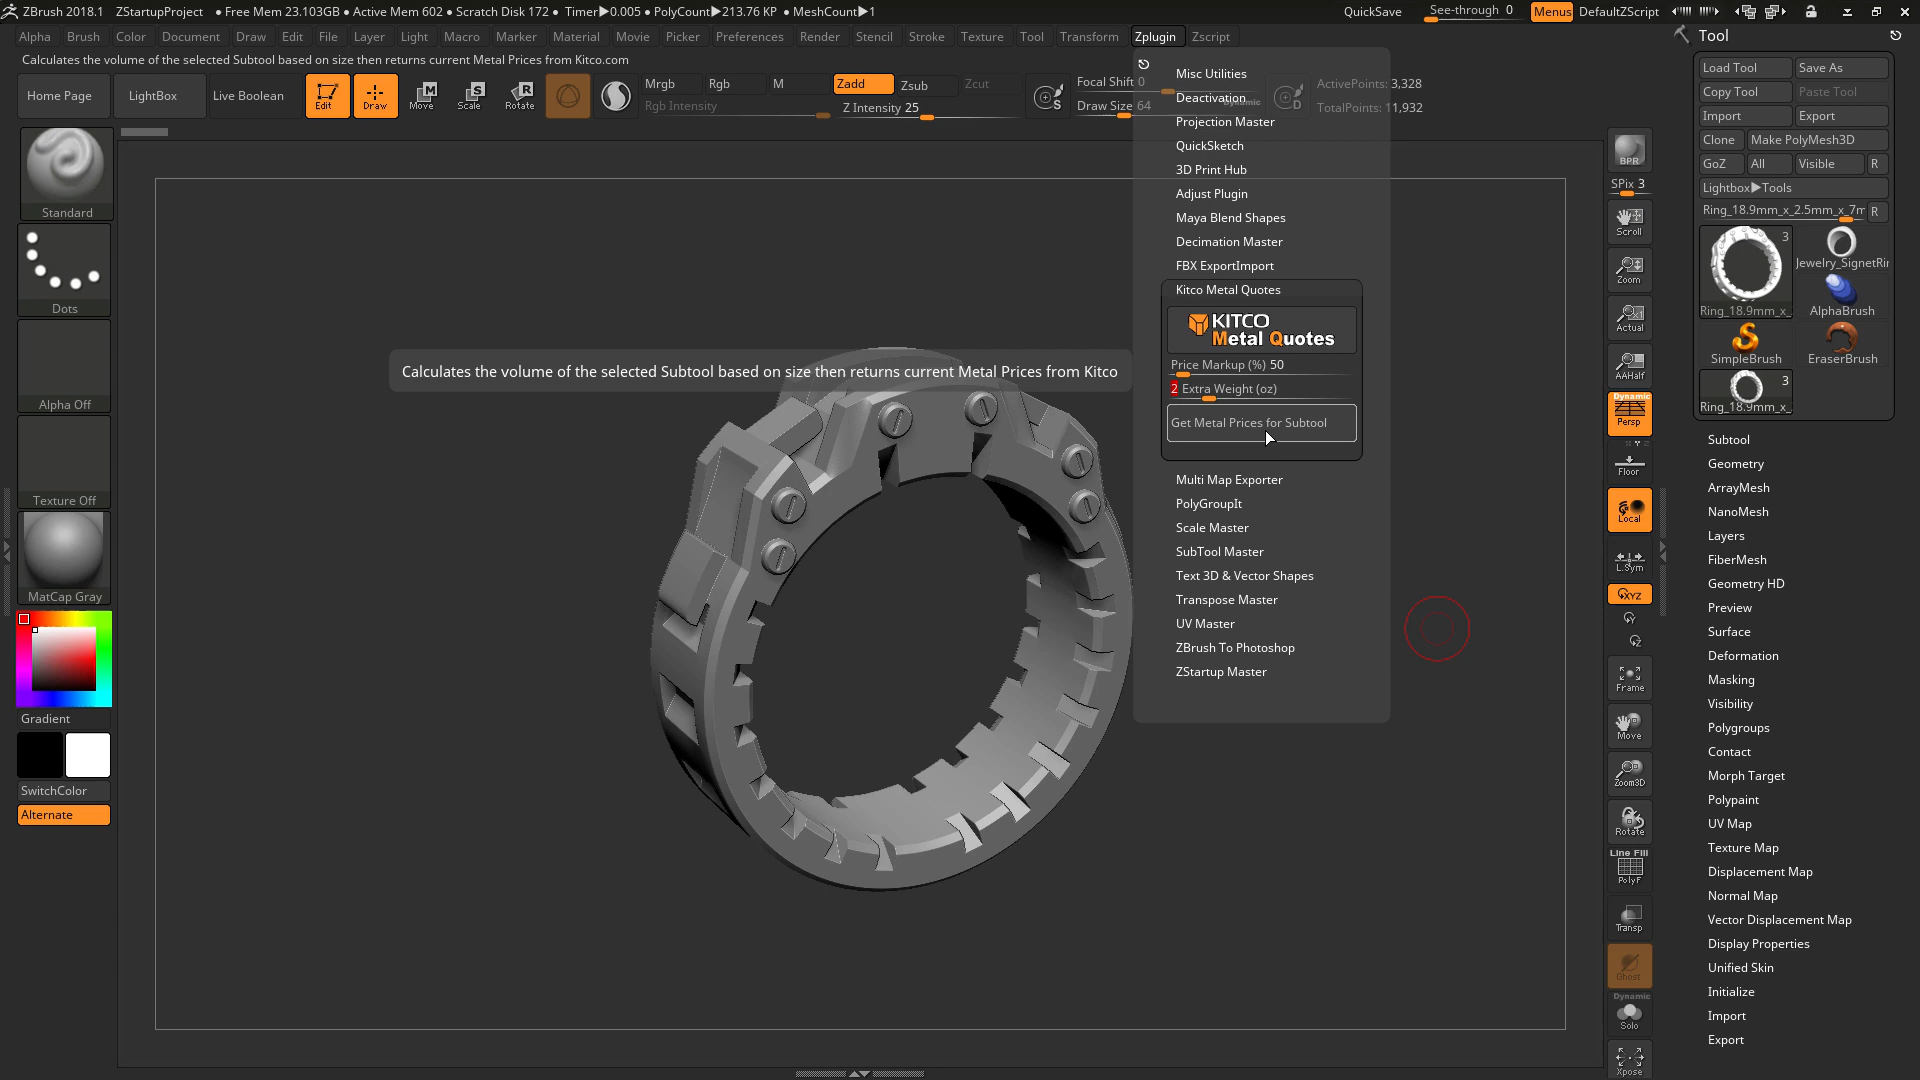 ZBrush 2018.1 ZStartupProject • Free Mem 23.103GB • Active Mem 602 • Scratch Disk 172 • Timer▶0.005 • PolyCount▶213.76 KP • MeshCount▶1 QuickSave See-through 0 Menus DefaultZScript
Alpha Brush Color Document Draw Edit File Layer Light Macro Marker Material Movie Picker Preferences Render Stencil Stroke Texture Tool Transform Zplugin Zscript
Calculates the volume of the selected Subtool based on size then returns current Metal Prices from Kitco.com
Home Page LightBox Live Boolean Edit Draw Move Scale Rotate
Mrgb Rgb M Zadd Zsub Zcut
Rgb Intensity Z Intensity 25
Focal Shift 0
Draw Size 64 Dynamic
S D
ActivePoints: 3,328
TotalPoints: 11,932
Standard
Dots
Alpha Off
Texture Off
MatCap Gray
Gradient
SwitchColor
Alternate
Calculates the volume of the selected Subtool based on size then returns current Metal Prices from Kitco
Misc Utilities
Deactivation
Projection Master
QuickSketch
3D Print Hub
Adjust Plugin
Maya Blend Shapes
Decimation Master
FBX ExportImport
Kitco Metal Quotes
KITCO
Metal Quotes
Price Markup (%) 50
2 Extra Weight (oz)
Get Metal Prices for Subtool
Multi Map Exporter
PolyGroupIt
Scale Master
SubTool Master
Text 3D & Vector Shapes
Transpose Master
UV Master
ZBrush To Photoshop
ZStartup Master
BPR
SPix 3
Scroll
Zoom
Actual
AAHalf
Dynamic
Persp
Floor
Local
L.Sym
XYZ
Y
Z
Frame
Move
Zoom3D
Rotate
Line Fill
PolyF
Transp
Ghost
Dynamic
Solo
Xpose
Tool
Load Tool Save As
Copy Tool Paste Tool
Import Export
Clone Make PolyMesh3D
GoZ All Visible R
Lightbox▶Tools
Ring_18.9mm_x_2.5mm_x_7m R
3
Ring_18.9mm_x_
Jewelry_SignetRin
AlphaBrush
SimpleBrush
EraserBrush
3
Ring_18.9mm_x_
Subtool
Geometry
ArrayMesh
NanoMesh
Layers
FiberMesh
Geometry HD
Preview
Surface
Deformation
Masking
Visibility
Polygroups
Contact
Morph Target
Polypaint
UV Map
Texture Map
Displacement Map
Normal Map
Vector Displacement Map
Display Properties
Unified Skin
Initialize
Import
Export